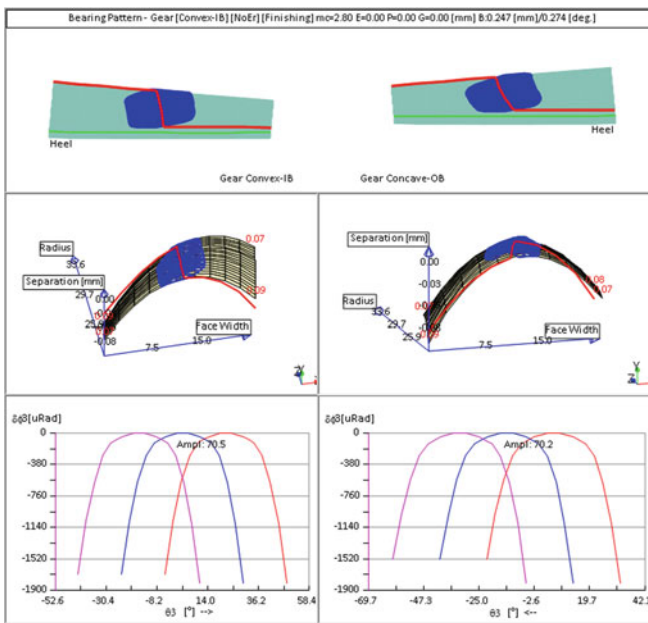 Bearing Pattern - Gear [Convex-IB] [NoEr] [Finishing] mc=2.80 E=0.00 P=0.00 G=0.00 [mm] B:0.247 [mm]/0.274 [deg.]
Heel
Heel
Gear Convex-IB
Gear Concave-OB
Radius
33.6
29.7
25.9
Separation [mm]
0.00
-0.08
7.5
15.0
Face Width
0.07
0.09
Y
Z
Separation [mm]
0.00
-0.03
-0.08
Radius
33.6
29.7
25.9
7.5
15.0
Face Width
0.08
0.07
Y
Z
δφ3[uRad]
Ampl: 70.5
0
-380
-760
-1140
-1520
-1900
-52.6 -30.4 -8.2 14.0 36.2 58.4
θ3 [°] -->
δφ3[uRad]
Ampl: 70.2
0
-380
-760
-1140
-1520
-1900
-69.7 -47.3 -25.0 -2.6 19.7 42.1
θ3 [°] <--